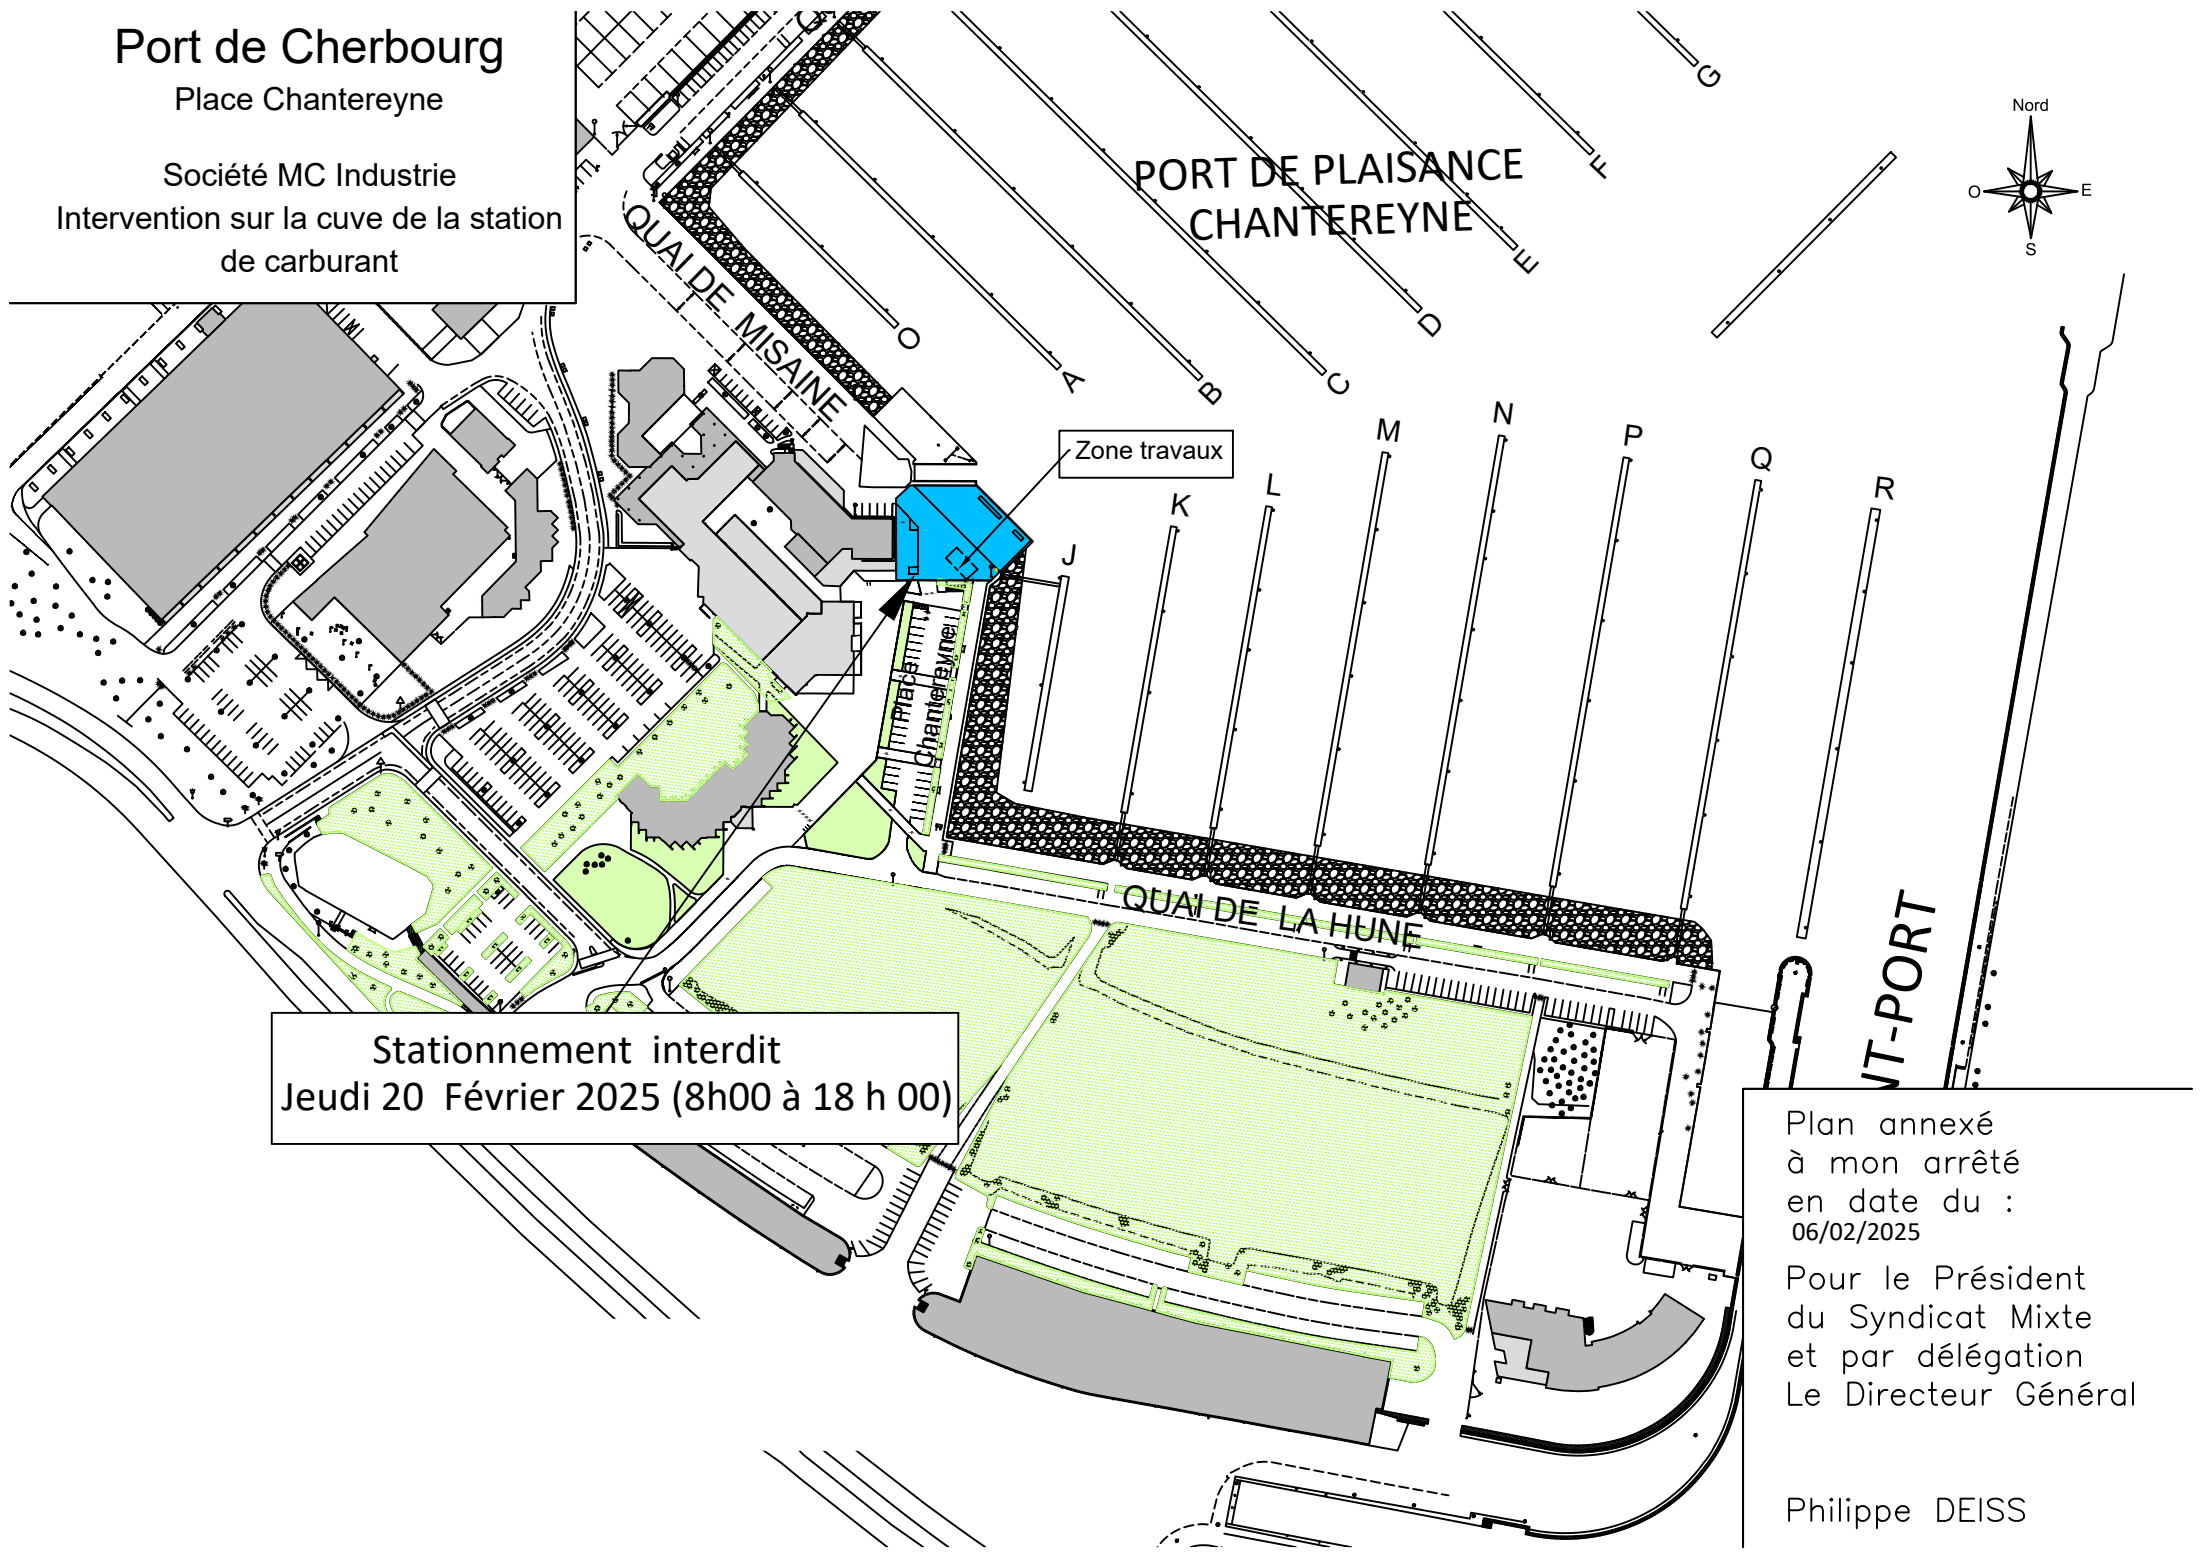 Port de Cherbourg
Place Chantereyne
Société MC Industrie
Intervention sur la cuve de la station
de carburant
QUAI DE MISAINE
PORT DE PLAISANCE
CHANTEREYNE
Nord
O
E
S
G
F
E
D
C
B
A
O
Zone travaux
J
K
L
M
N
P
Q
R
Place
Chantereyne
QUAI DE LA HUNE
NT-PORT
Stationnement interdit
Jeudi 20 Février 2025 (8h00 à 18 h 00)
Plan annexé
à mon arrêté
en date du :
06/02/2025
Pour le Président
du Syndicat Mixte
et par délégation
Le Directeur Général
Philippe DEISS